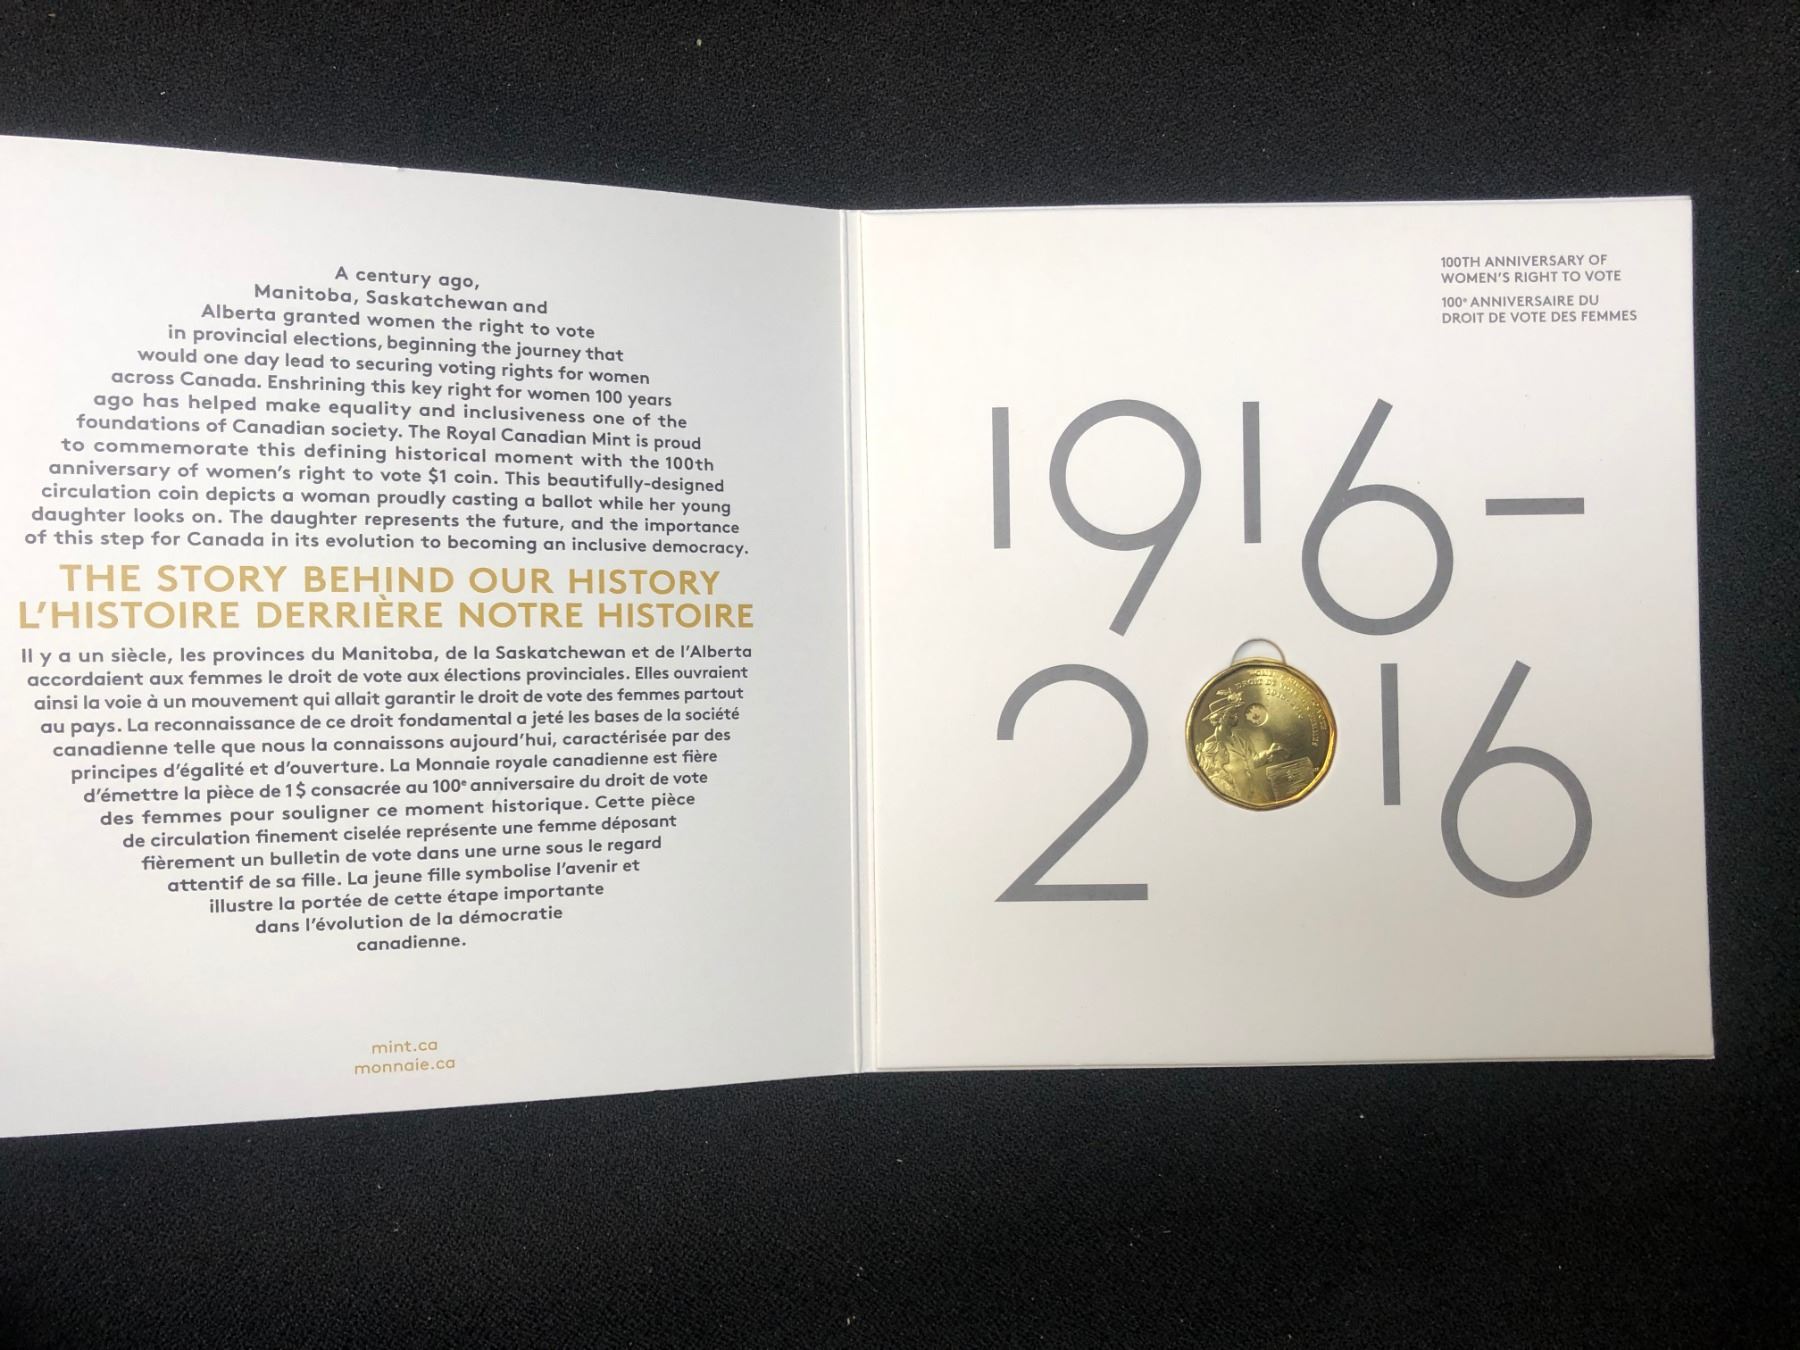 A century ago,
Manitoba, Saskatchewan and
Alberta granted women the right to vote
in provincial elections, beginning the journey that
would one day lead to securing voting rights for women
across Canada. Enshrining this key right for women 100 years
ago has helped make equality and inclusiveness one of the
foundations of Canadian society. The Royal Canadian Mint is proud
to commemorate this defining historical moment with the 100th
anniversary of women's right to vote $1 coin. This beautifully-designed
circulation coin depicts a woman proudly casting a ballot while her young
daughter looks on. The daughter represents the future, and the importance
of this step for Canada in its evolution to becoming an inclusive democracy.
THE STORY BEHIND OUR HISTORY
L'HISTOIRE DERRIÈRE NOTRE HISTOIRE
Il y a un siècle, les provinces du Manitoba, de la Saskatchewan et de l'Alberta
accordaient aux femmes le droit de vote aux élections provinciales. Elles ouvraient
ainsi la voie à un mouvement qui allait garantir le droit de vote des femmes partout
au pays. La reconnaissance de ce droit fondamental a jeté les bases de la société
canadienne telle que nous la connaissons aujourd'hui, caractérisée par des
principes d'égalité et d'ouverture. La Monnaie royale canadienne est fière
d'émettre la pièce de 1 $ consacrée au 100e anniversaire du droit de vote
des femmes pour souligner ce moment historique. Cette pièce
de circulation finement ciselée représente une femme déposant
fièrement un bulletin de vote dans une urne sous le regard
attentif de sa fille. La jeune fille symbolise l'avenir et
illustre la portée de cette étape importante
dans l'évolution de la démocratie
canadienne.
mint.ca
monnaie.ca
100TH ANNIVERSARY OF
WOMEN'S RIGHT TO VOTE
100e ANNIVERSAIRE DU
DROIT DE VOTE DES FEMMES
1916–
2016